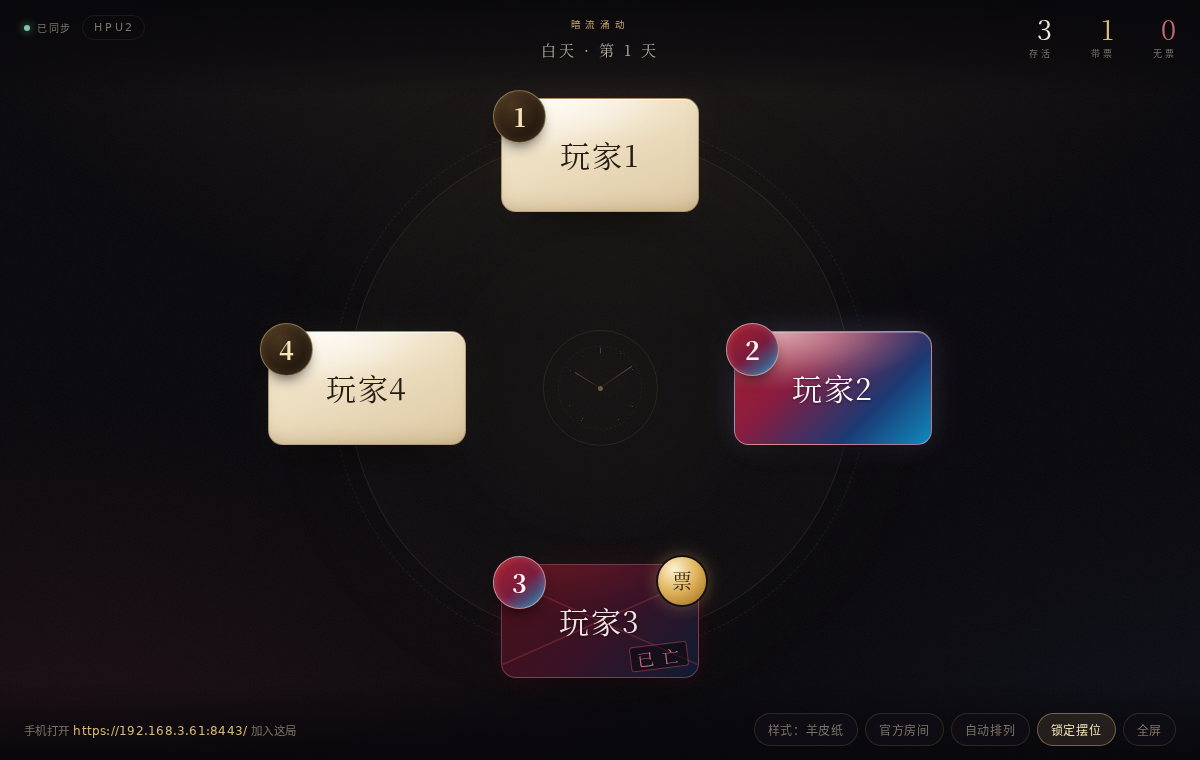 已同步 HPU2
暗流涌动
白天 · 第 1 天
3 1 0
存活 带票 无票
1
玩家1
4
玩家4
2
玩家2
3
票
玩家3
已亡
手机打开 https://192.168.3.61:8443/ 加入这局
样式：羊皮纸 官方房间 自动排列 锁定摆位 全屏